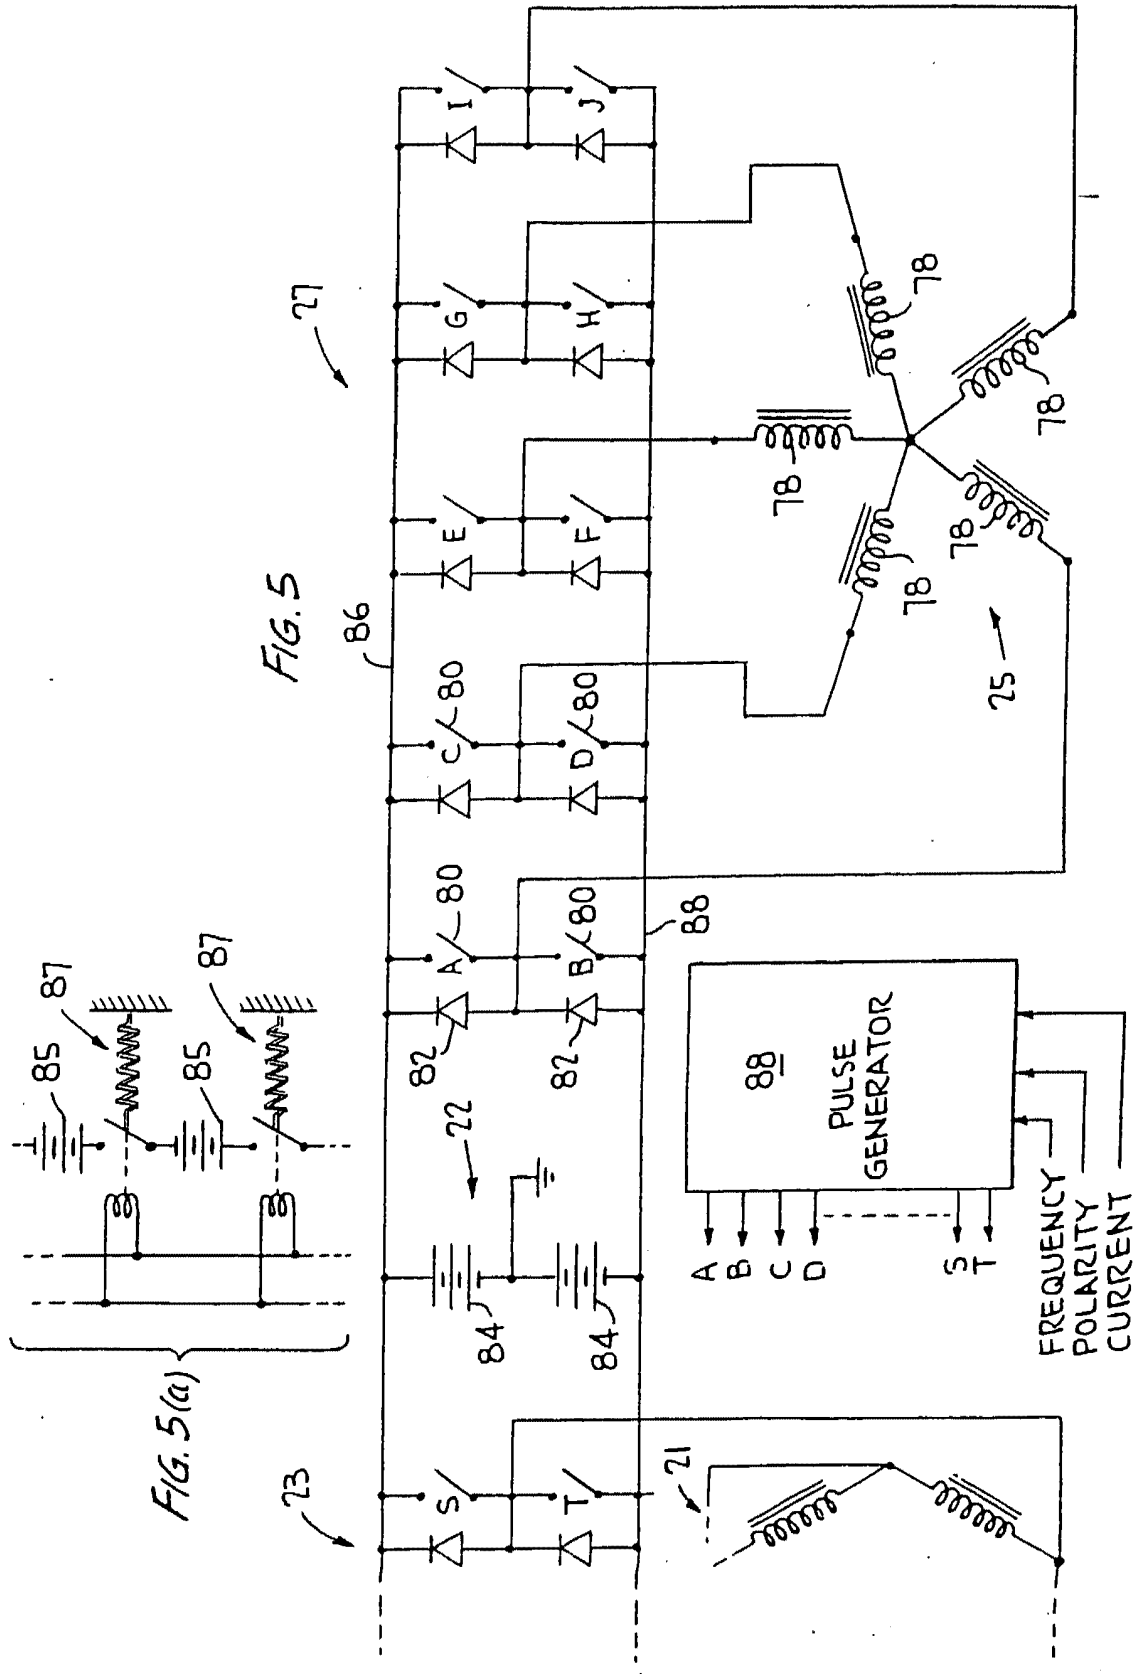 FIG. 5(a)
85
87
85
87
FIG. 5
23
22
86
27
S
T
84
84
82
82
A
80
B
80
C
80
D
80
E
F
G
H
I
J
88
21
A
B
C
D
S
T
88
PULSE
GENERATOR
FREQUENCY
POLARITY
CURRENT
25
78
78
78
78
78